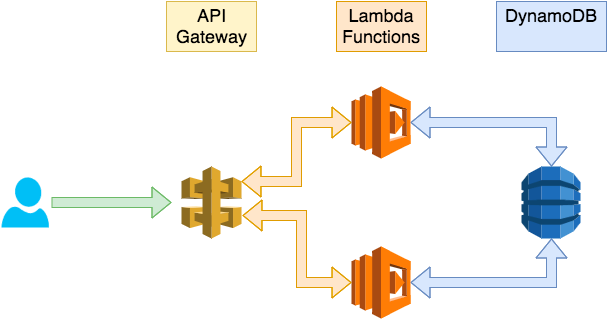 API
Gateway
Lambda
Functions
DynamoDB